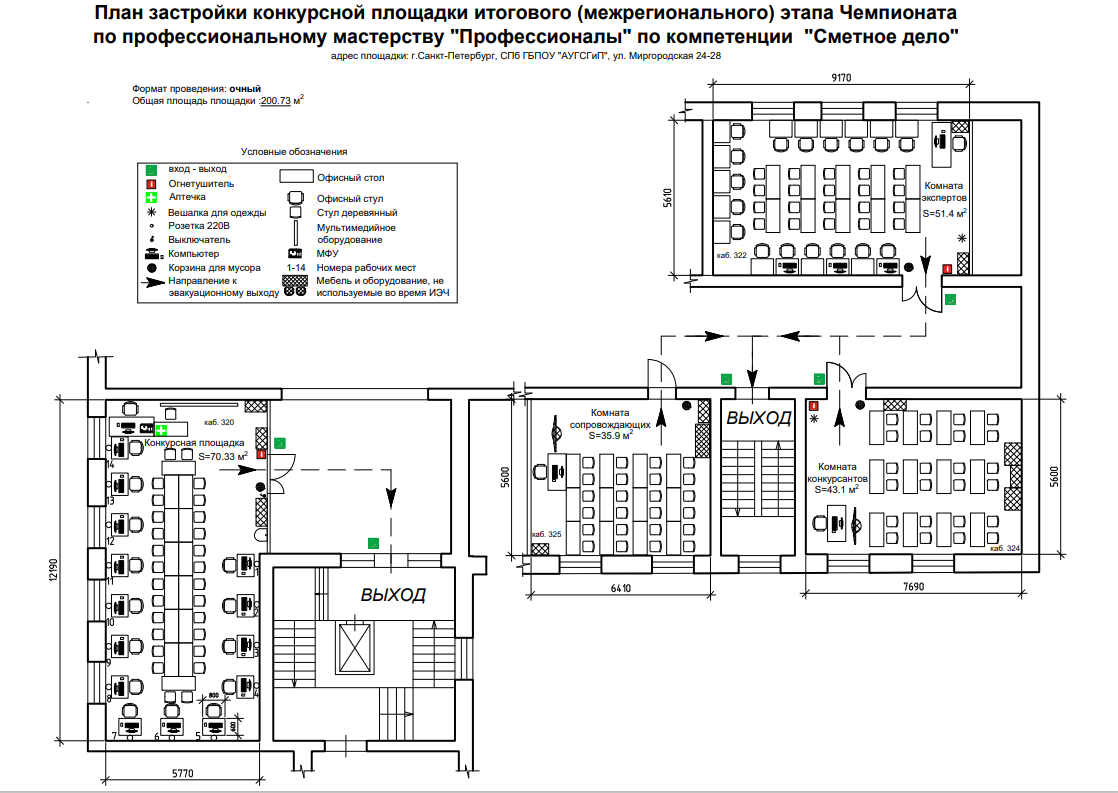 План застройки конкурсной площадки итогового (межрегионального) этапа Чемпионата
по профессиональному мастерству "Профессионалы" по компетенции "Сметное дело"
адрес площадки: г.Санкт-Петербург, СПб ГБПОУ "АУГСГиП", ул. Миргородская 24-28
Формат проведения: очный
Общая площадь площадки :200.73 м²
Условные обозначения
вход - выход
Огнетушитель
Аптечка
Вешалка для одежды
Розетка 220В
Выключатель
Компьютер
Корзина для мусора
Направление к
эвакуационному выходу
Офисный стол
Офисный стул
Стул деревянный
Мультимедийное
оборудование
МФУ
1-14 Номера рабочих мест
Мебель и оборудование, не
используемые во время ИЭЧ
9170
5610
Комната
экспертов
S=51.4 м²
каб. 322
каб. 320
Конкурсная площадка
S=70.33 м²
14
13
12
11
10
9
8
7
6
5
4
3
2
1
800
600
12190
5770
ВЫХОД
Комната
сопровождающих
S=35.9 м²
каб. 325
5600
6410
ВЫХОД
Комната
конкурсантов
S=43.1 м²
каб. 324
5600
7690